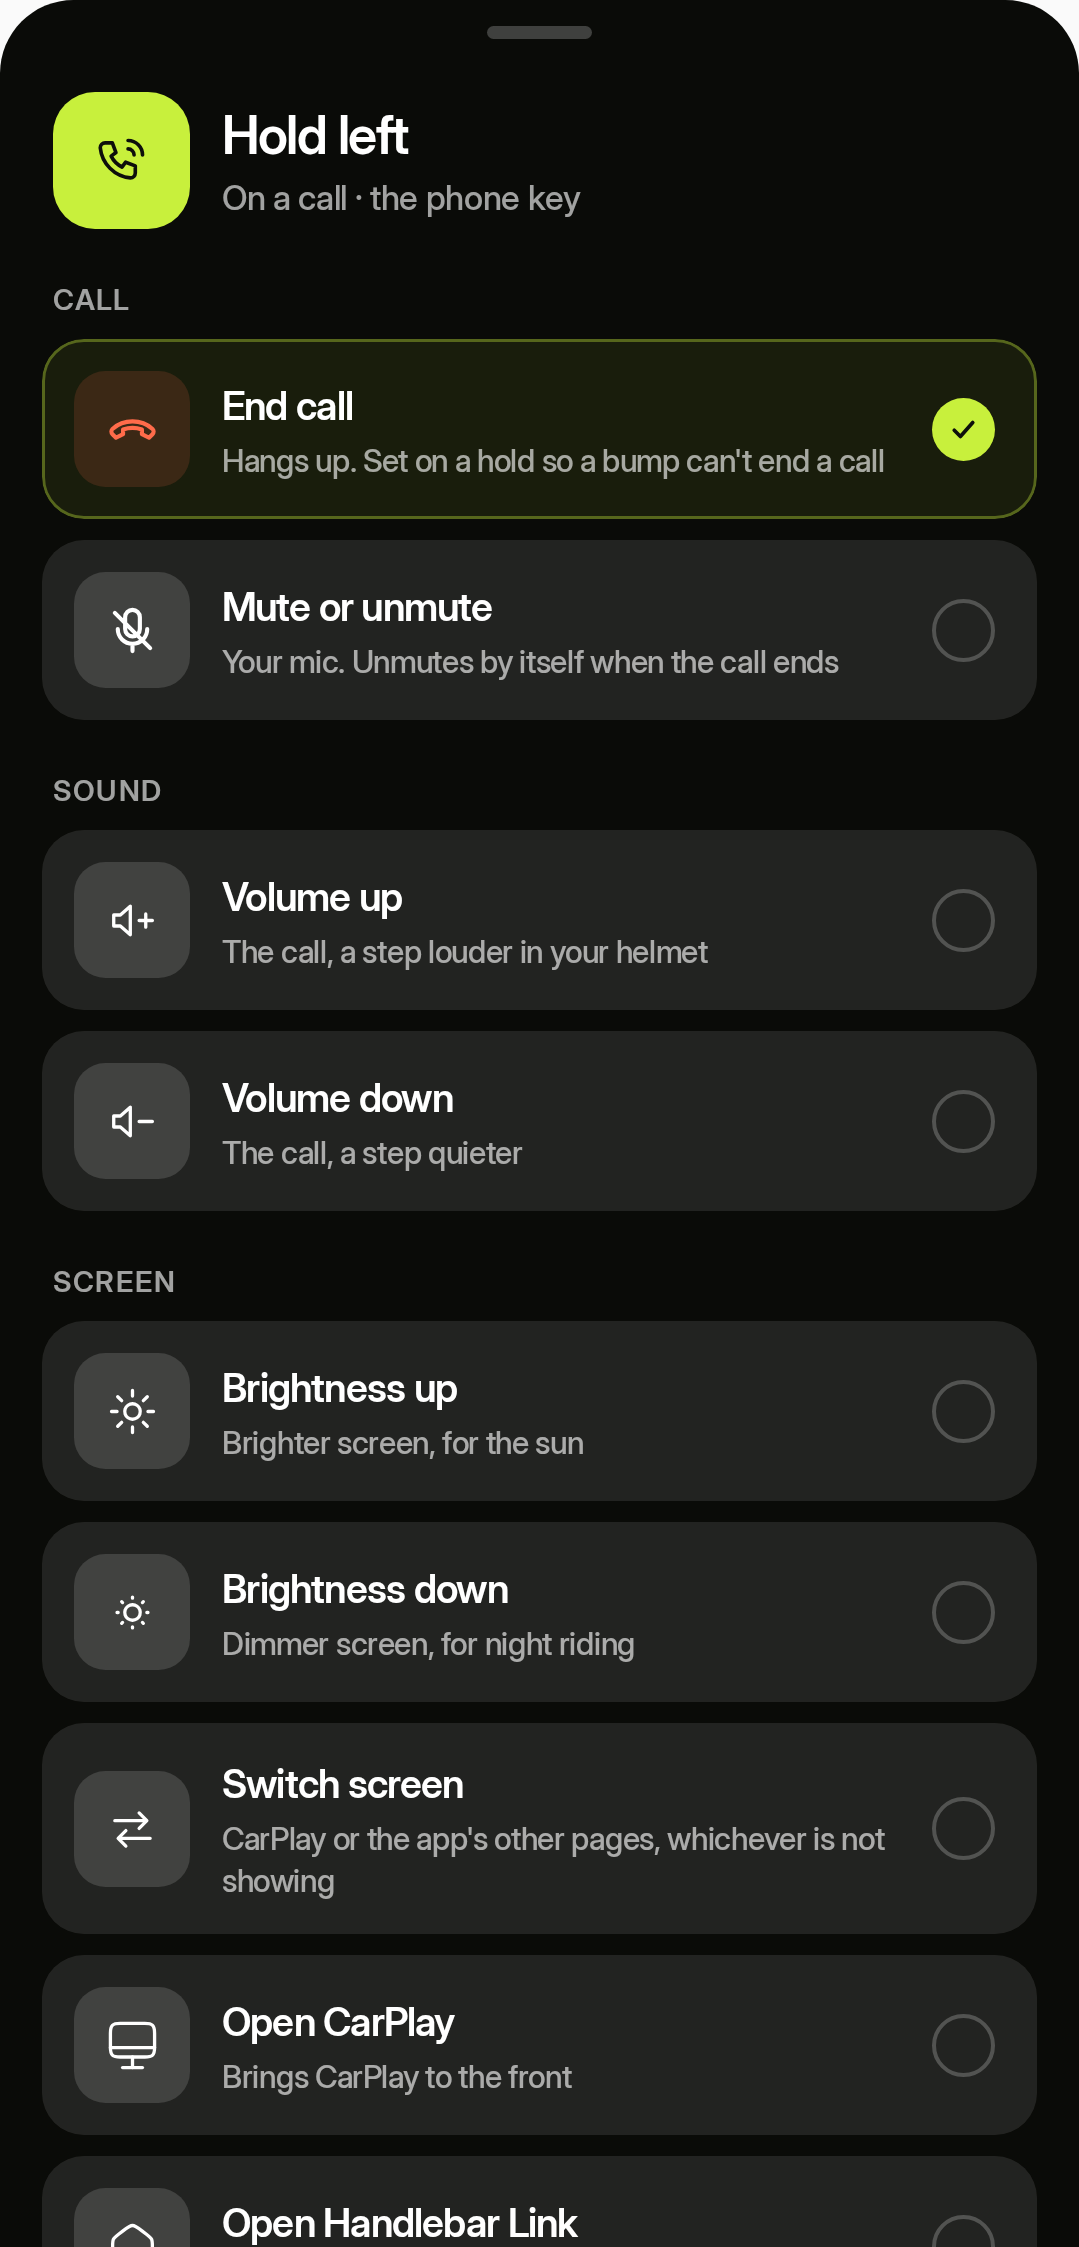 Hold left
On a call · the phone key
CALL
End call
Hangs up. Set on a hold so a bump can't end a call
Mute or unmute
Your mic. Unmutes by itself when the call ends
SOUND
Volume up
The call, a step louder in your helmet
Volume down
The call, a step quieter
SCREEN
Brightness up
Brighter screen, for the sun
Brightness down
Dimmer screen, for night riding
Switch screen
CarPlay or the app's other pages, whichever is not
showing
Open CarPlay
Brings CarPlay to the front
Open Handlebar Link